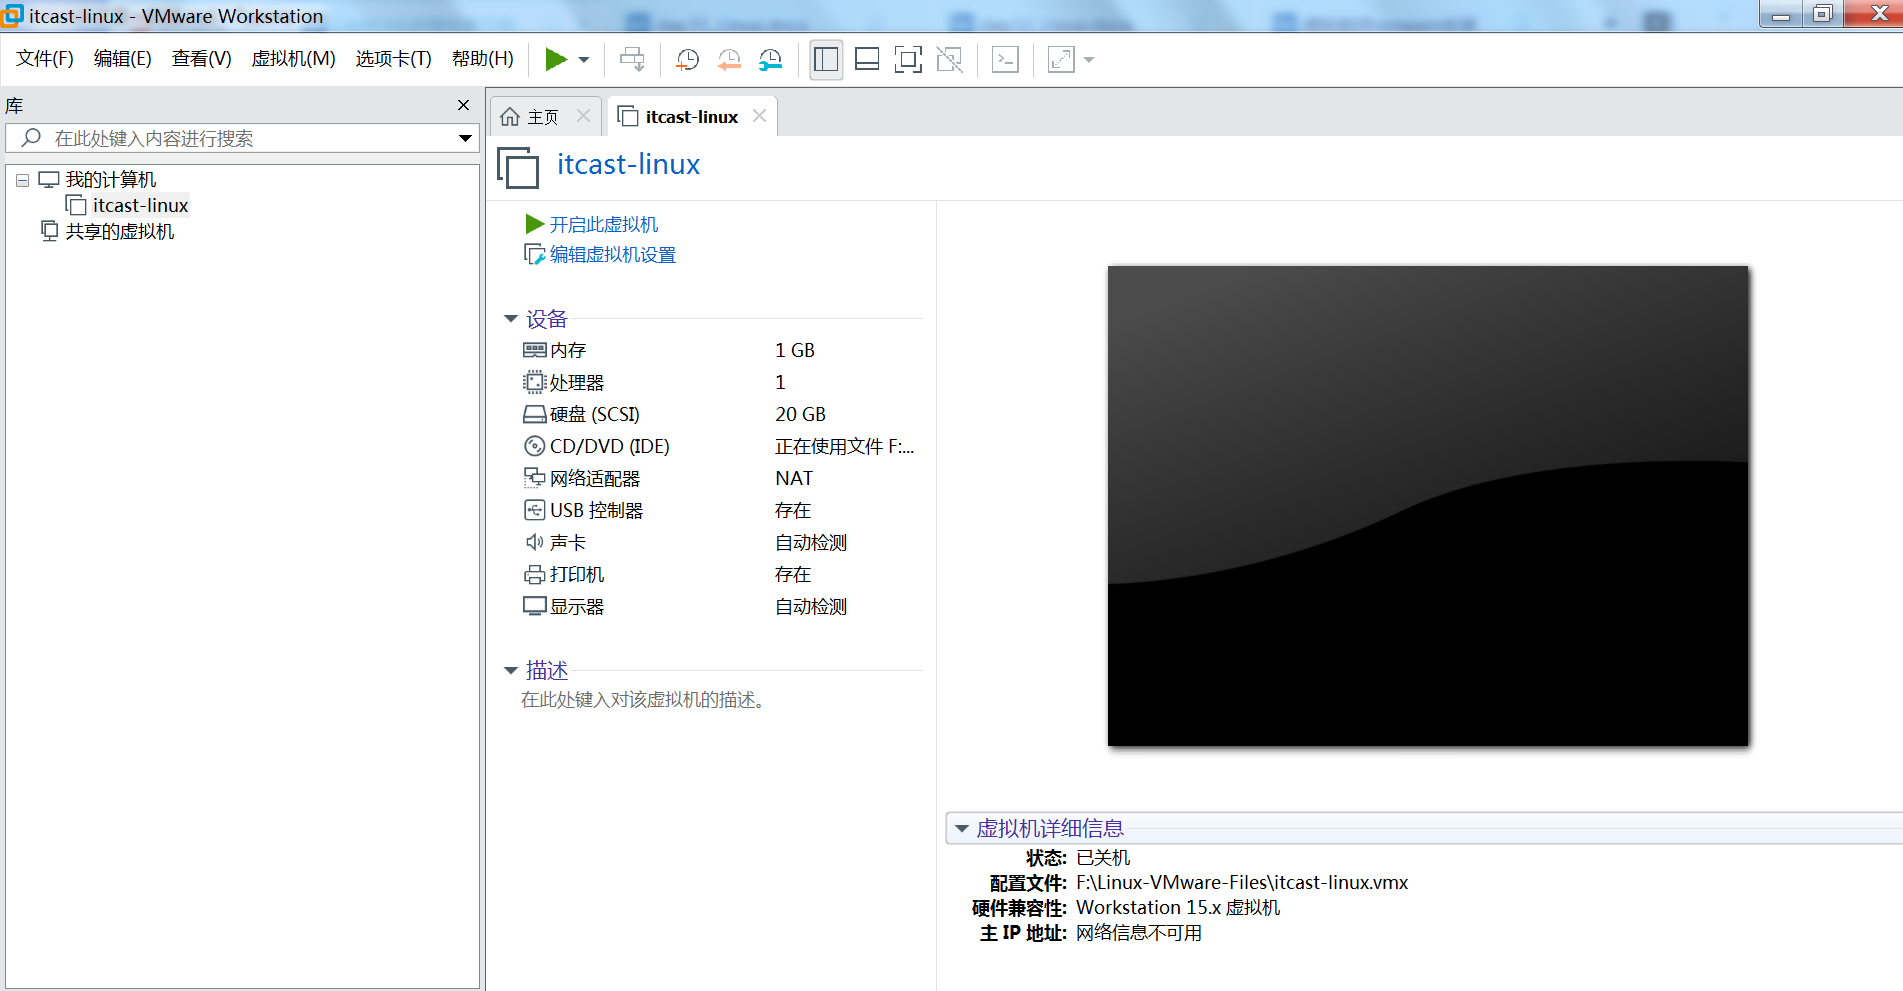 itcast-linux - VMware Workstation
文件(F) 编辑(E) 查看(V) 虚拟机(M) 选项卡(T) 帮助(H)
库
在此处键入内容进行搜索
我的计算机
itcast-linux
共享的虚拟机
主页 itcast-linux
itcast-linux
开启此虚拟机
编辑虚拟机设置
设备
内存 1 GB
处理器 1
硬盘 (SCSI) 20 GB
CD/DVD (IDE) 正在使用文件 F:...
网络适配器 NAT
USB 控制器 存在
声卡 自动检测
打印机 存在
显示器 自动检测
描述
在此处键入对该虚拟机的描述。
虚拟机详细信息
状态: 已关机
配置文件: F:\Linux-VMware-Files\itcast-linux.vmx
硬件兼容性: Workstation 15.x 虚拟机
主 IP 地址: 网络信息不可用